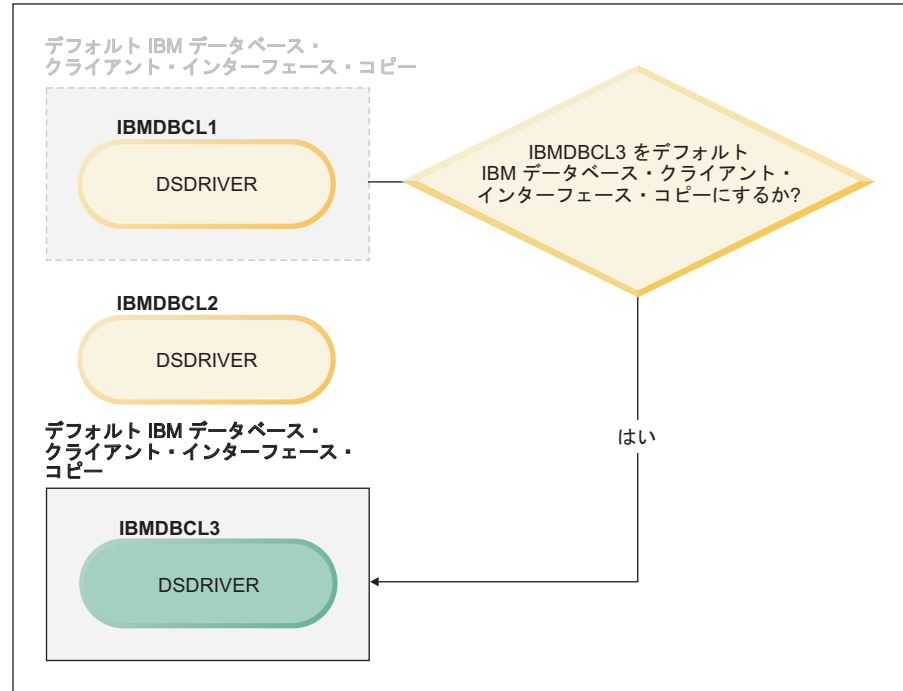 デフォルト IBM データベース・
クライアント・インターフェース・コピー
IBMDBCL1
DSDRIVER
IBMDBCL3 をデフォルト
IBM データベース・クライアント・
インターフェース・コピーにするか?
IBMDBCL2
DSDRIVER
はい
デフォルト IBM データベース・
クライアント・インターフェース・
コピー
IBMDBCL3
DSDRIVER